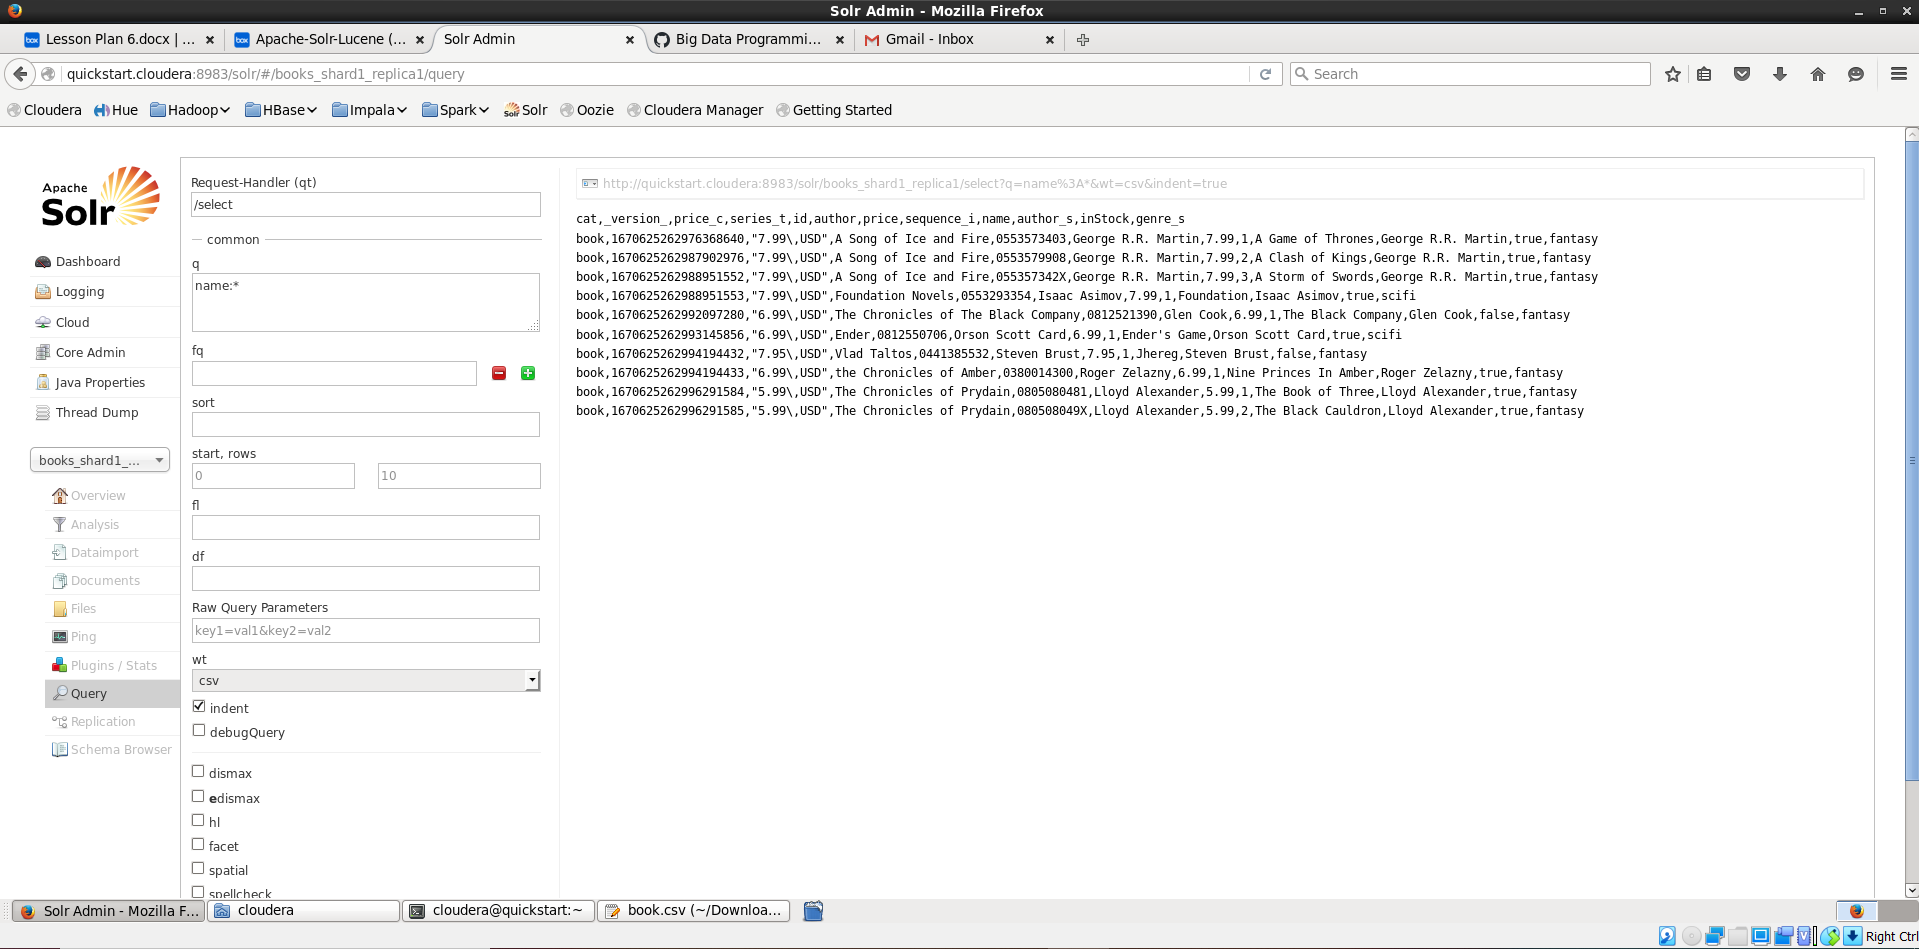 Solr Admin - Mozilla Firefox
Lesson Plan 6.docx | ...
Apache-Solr-Lucene (...
Solr Admin
Big Data Programmi...
Gmail - Inbox
quickstart.cloudera:8983/solr/#/books_shard1_replica1/query
Search
Cloudera
Hue
Hadoop
HBase
Impala
Spark
Solr
Oozie
Cloudera Manager
Getting Started
Apache
Solr
Dashboard
Logging
Cloud
Core Admin
Java Properties
Thread Dump
books_shard1_...
Overview
Analysis
Dataimport
Documents
Files
Ping
Plugins / Stats
Query
Replication
Schema Browser
Request-Handler (qt)
/select
common
q
name:*
fq
sort
start, rows
0
10
fl
df
Raw Query Parameters
key1=val1&key2=val2
wt
csv
indent
debugQuery
dismax
edismax
hl
facet
spatial
spellcheck
http://quickstart.cloudera:8983/solr/books_shard1_replica1/select?q=name%3A*&wt=csv&indent=true
cat,_version_,price_c,series_t,id,author,price,sequence_i,name,author_s,inStock,genre_s
book,1670625262976368640,"7.99\,USD",A Song of Ice and Fire,0553573403,George R.R. Martin,7.99,1,A Game of Thrones,George R.R. Martin,true,fantasy
book,1670625262987902976,"7.99\,USD",A Song of Ice and Fire,0553579908,George R.R. Martin,7.99,2,A Clash of Kings,George R.R. Martin,true,fantasy
book,1670625262988951552,"7.99\,USD",A Song of Ice and Fire,055357342X,George R.R. Martin,7.99,3,A Storm of Swords,George R.R. Martin,true,fantasy
book,1670625262988951553,"7.99\,USD",Foundation Novels,0553293354,Isaac Asimov,7.99,1,Foundation,Isaac Asimov,true,scifi
book,1670625262992097280,"6.99\,USD",The Chronicles of The Black Company,0812521390,Glen Cook,6.99,1,The Black Company,Glen Cook,false,fantasy
book,1670625262993145856,"6.99\,USD",Ender,0812550706,Orson Scott Card,6.99,1,Ender's Game,Orson Scott Card,true,scifi
book,1670625262994194432,"7.95\,USD",Vlad Taltos,0441385532,Steven Brust,7.95,1,Jhereg,Steven Brust,false,fantasy
book,1670625262994194433,"6.99\,USD",the Chronicles of Amber,0380014300,Roger Zelazny,6.99,1,Nine Princes In Amber,Roger Zelazny,true,fantasy
book,1670625262996291584,"5.99\,USD",The Chronicles of Prydain,0805080481,Lloyd Alexander,5.99,1,The Book of Three,Lloyd Alexander,true,fantasy
book,1670625262996291585,"5.99\,USD",The Chronicles of Prydain,080508049X,Lloyd Alexander,5.99,2,The Black Cauldron,Lloyd Alexander,true,fantasy
Solr Admin - Mozilla F...
cloudera
cloudera@quickstart:~
book.csv (~/Downloa...
Right Ctrl